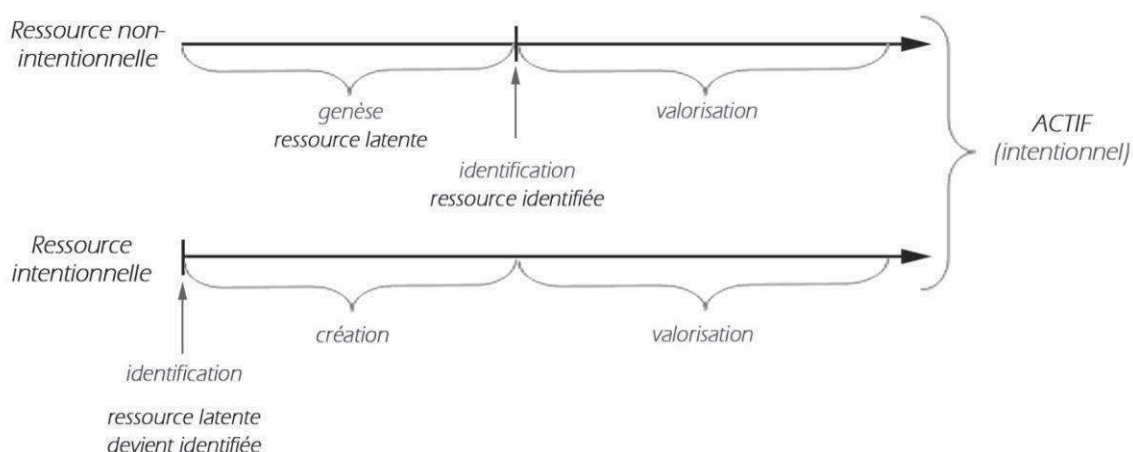 Ressource non-
intentionnelle
genèse
ressource latente
valorisation
identification
ressource identifiée
ACTIF
(intentionnel)
Ressource
intentionnelle
création
valorisation
identification
ressource latente
devient identifiée